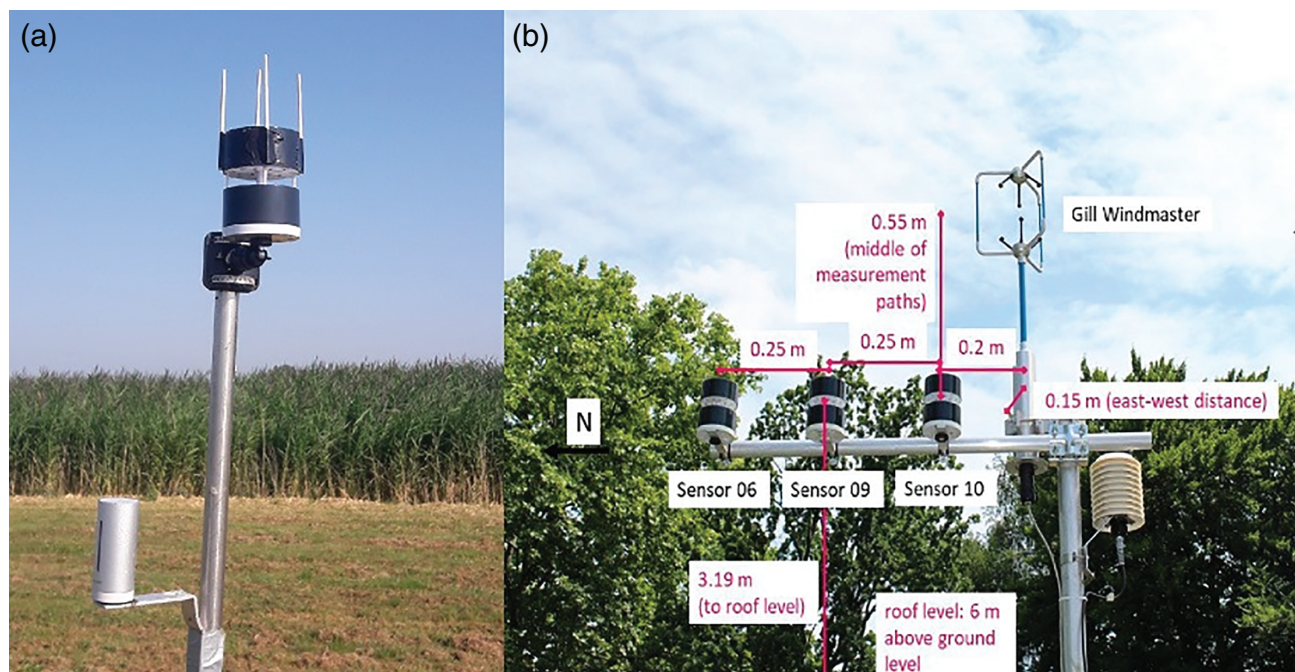 (a)
(b)
Gill Windmaster
0.55 m
(middle of
measurement
paths)
0.25 m
0.25 m
0.2 m
0.15 m (east-west distance)
N
Sensor 06
Sensor 09
Sensor 10
3.19 m
(to roof level)
roof level: 6 m
above ground
level